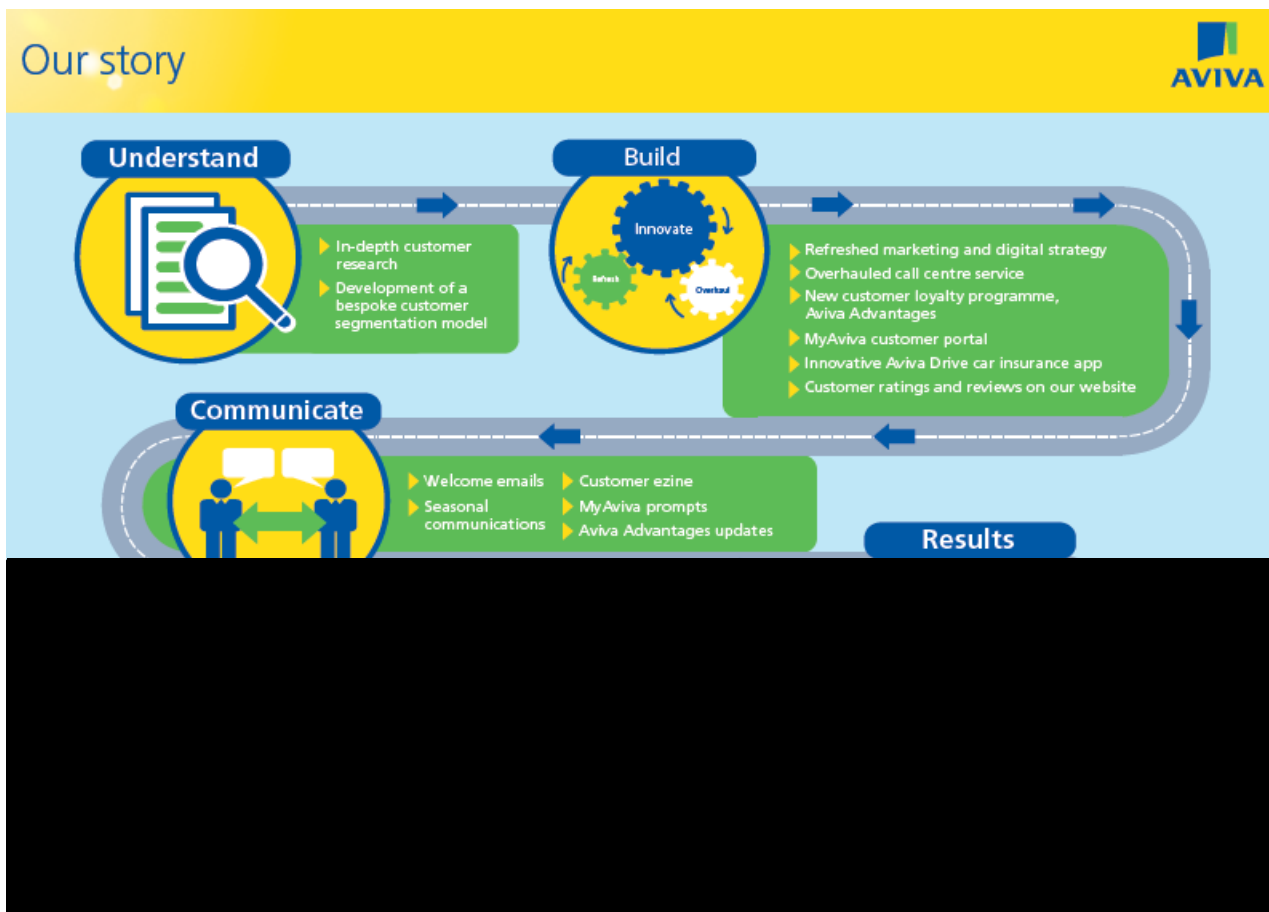 Our story
AVIVA
Understand
In-depth customer
research
Development of a
bespoke customer
segmentation model
Build
Innovate
Refresh
Overhaul
Refreshed marketing and digital strategy
Overhauled call centre service
New customer loyalty programme,
Aviva Advantages
MyAviva customer portal
Innovative Aviva Drive car insurance app
Customer ratings and reviews on our website
Communicate
Welcome emails
Seasonal
communications
Customer ezine
MyAviva prompts
Aviva Advantages updates
Results